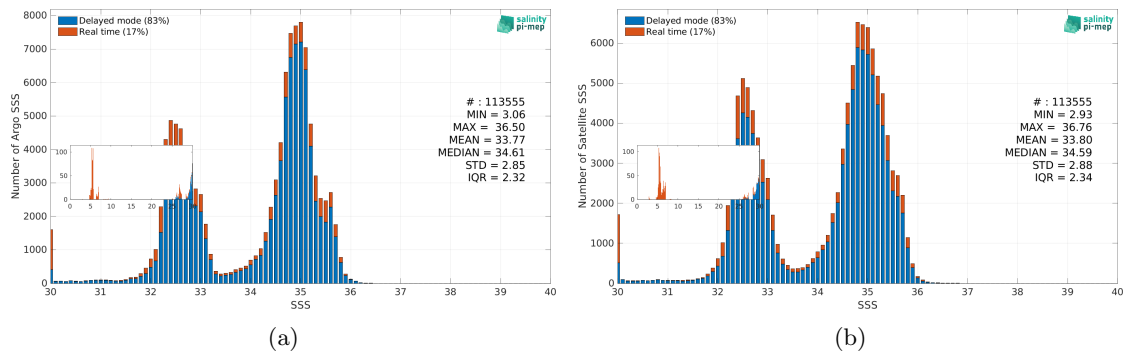 Delayed mode (83%)
Real time (17%)
salinity
pi-mep
8000
7000
6000
5000
4000
3000
2000
1000
0
Number of Argo SSS
100
50
0
0 5 10 15 20 25 30
# : 113555
MIN = 3.06
MAX = 36.50
MEAN = 33.77
MEDIAN = 34.61
STD = 2.85
IQR = 2.32
30 31 32 33 34 35 36 37 38 39 40
SSS
(a)
Delayed mode (83%)
Real time (17%)
salinity
pi-mep
6000
5000
4000
3000
2000
1000
0
Number of Satellite SSS
100
50
0
0 5 10 15 20 25 30
# : 113555
MIN = 2.93
MAX = 36.76
MEAN = 33.80
MEDIAN = 34.59
STD = 2.88
IQR = 2.34
30 31 32 33 34 35 36 37 38 39 40
SSS
(b)